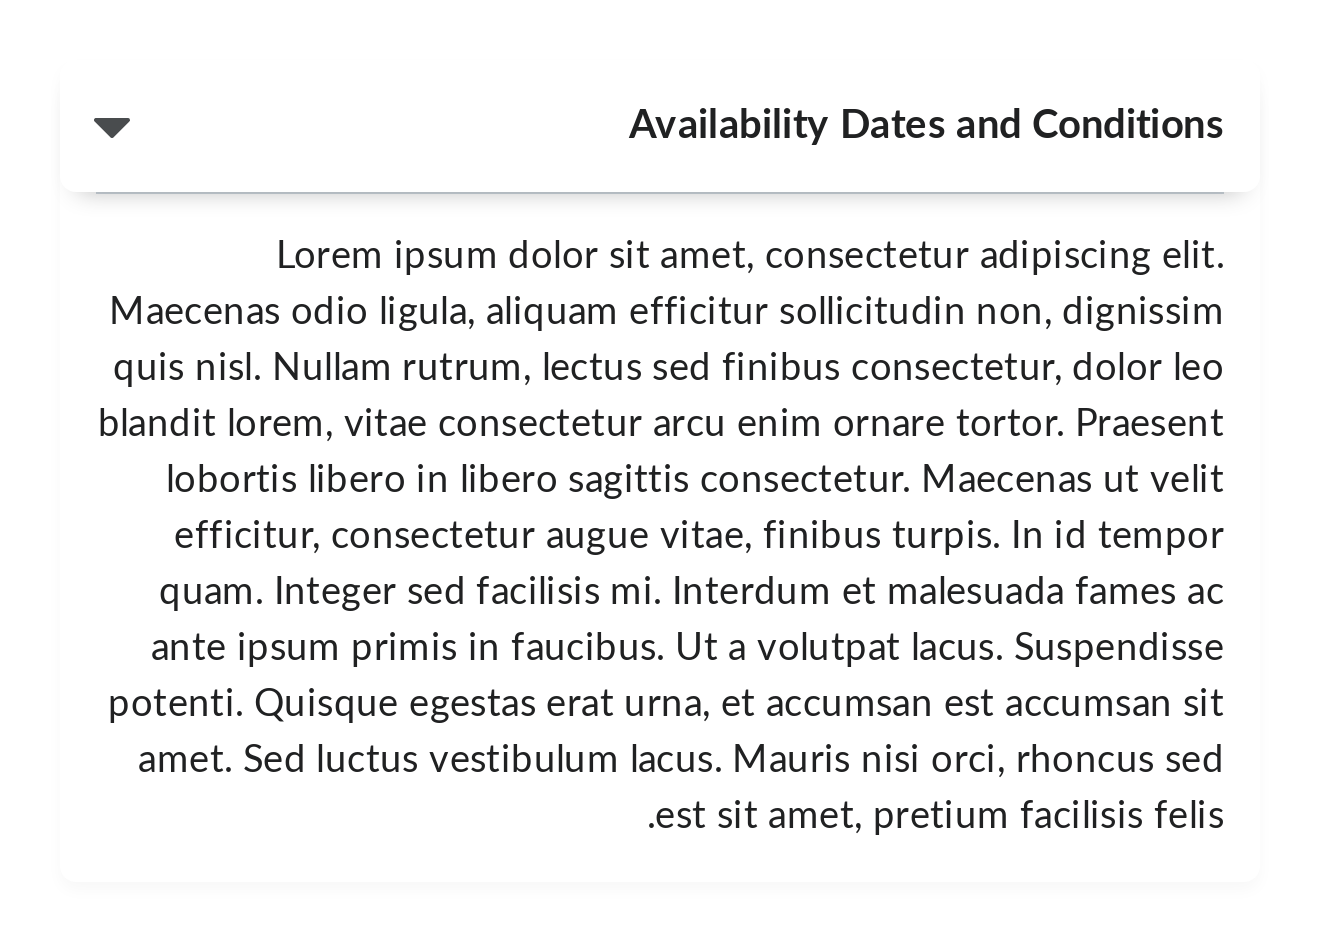 Availability Dates and Conditions
Lorem ipsum dolor sit amet, consectetur adipiscing elit.
Maecenas odio ligula, aliquam efficitur sollicitudin non, dignissim
quis nisl. Nullam rutrum, lectus sed finibus consectetur, dolor leo
blandit lorem, vitae consectetur arcu enim ornare tortor. Praesent
lobortis libero in libero sagittis consectetur. Maecenas ut velit
efficitur, consectetur augue vitae, finibus turpis. In id tempor
quam. Integer sed facilisis mi. Interdum et malesuada fames ac
ante ipsum primis in faucibus. Ut a volutpat lacus. Suspendisse
potenti. Quisque egestas erat urna, et accumsan est accumsan sit
amet. Sed luctus vestibulum lacus. Mauris nisi orci, rhoncus sed
.est sit amet, pretium facilisis felis